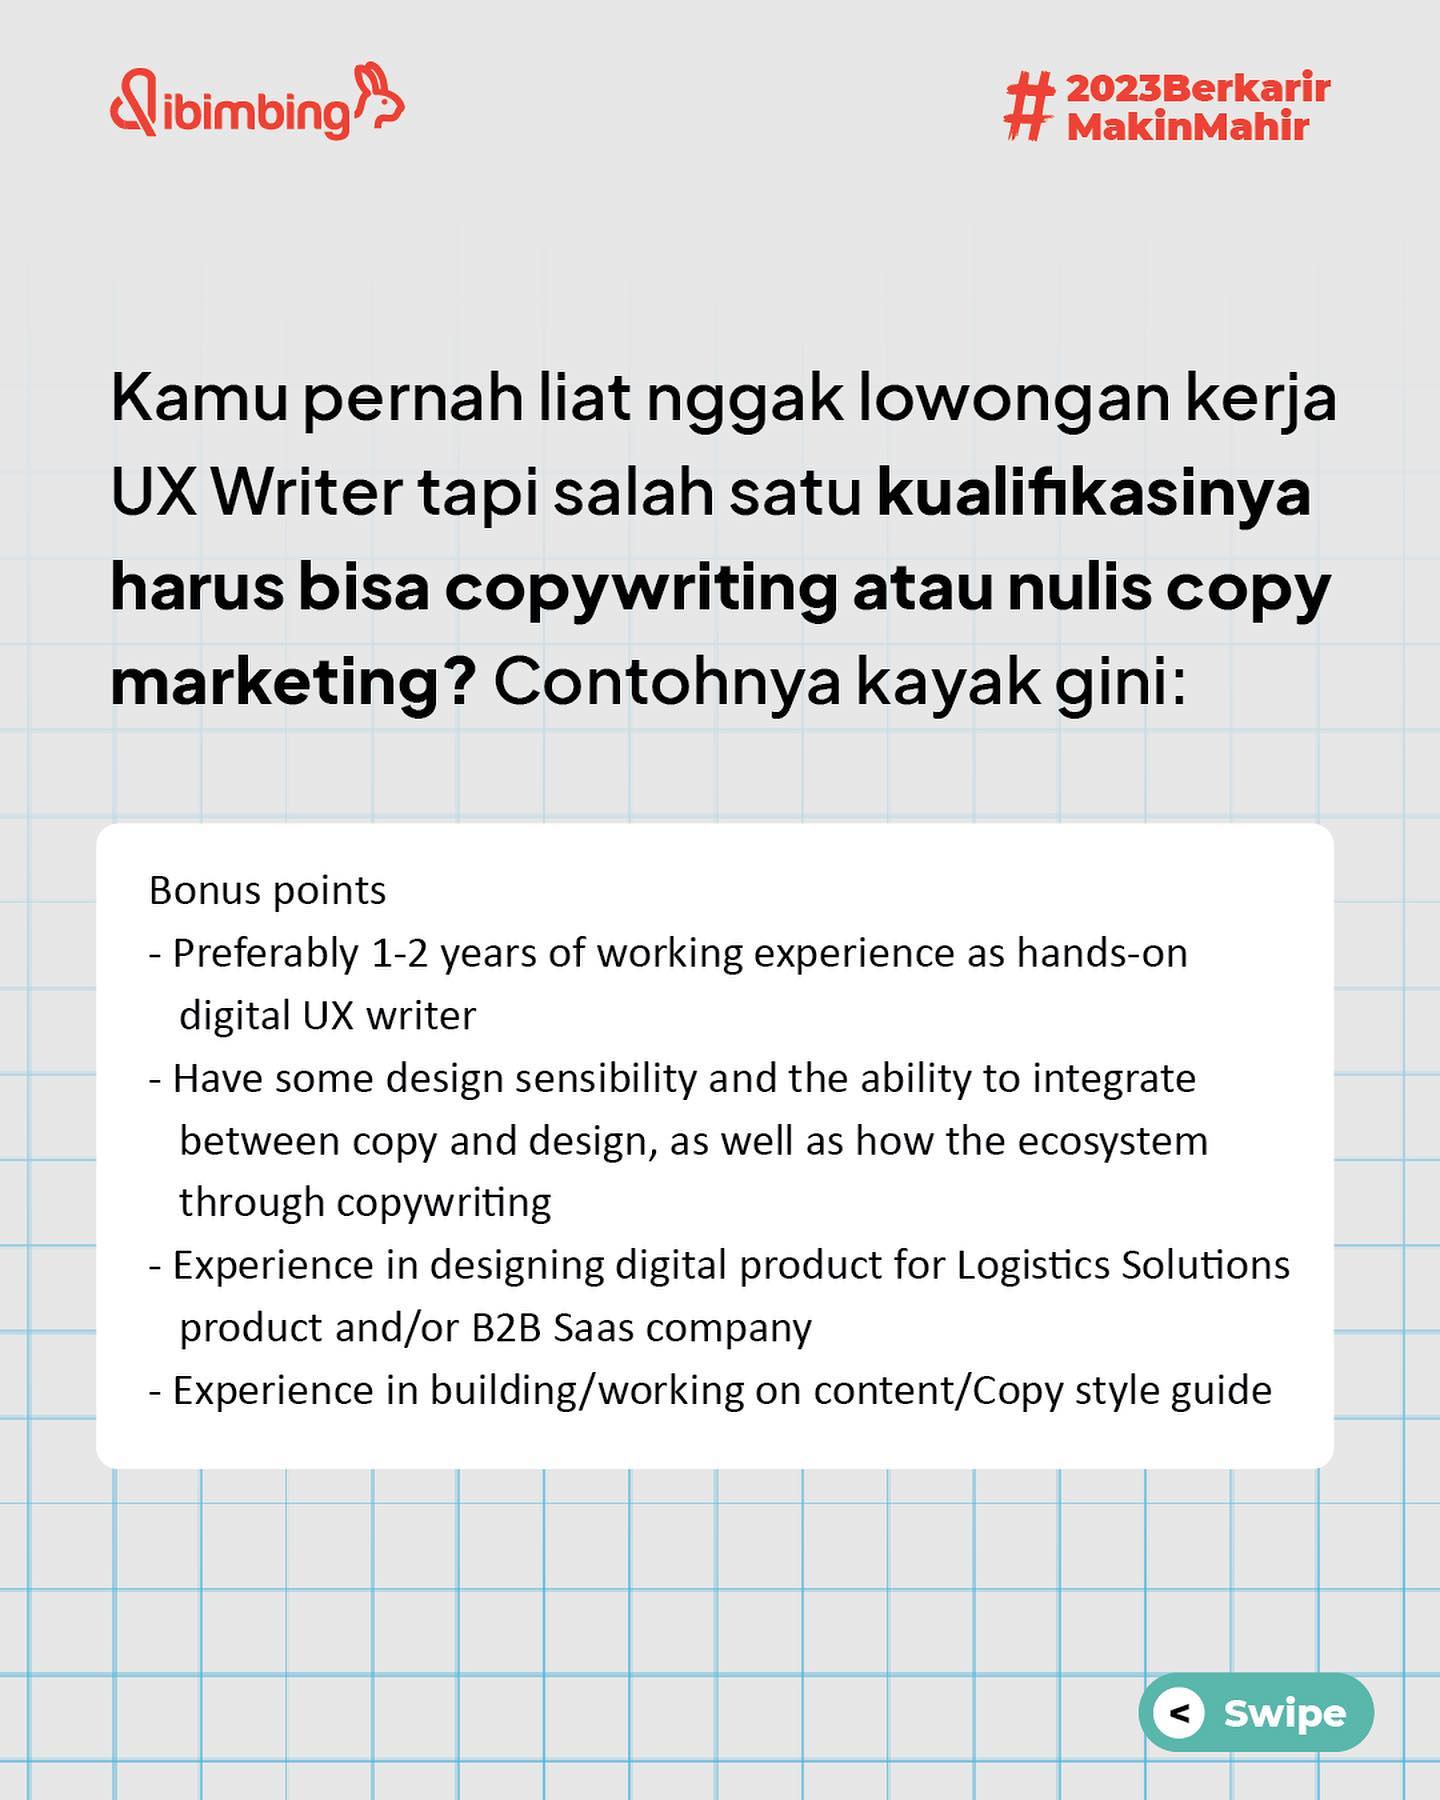 dibimbing
#2023Berkarir
MakinMahir
Kamu pernah liat nggak lowongan kerja
UX Writer tapi salah satu kualifikasinya
harus bisa copywriting atau nulis copy
marketing? Contohnya kayak gini:
Bonus points
- Preferably 1-2 years of working experience as hands-on
digital UX writer
- Have some design sensibility and the ability to integrate
between copy and design, as well as how the ecosystem
through copywriting
- Experience in designing digital product for Logistics Solutions
product and/or B2B Saas company
- Experience in building/working on content/Copy style guide
< Swipe